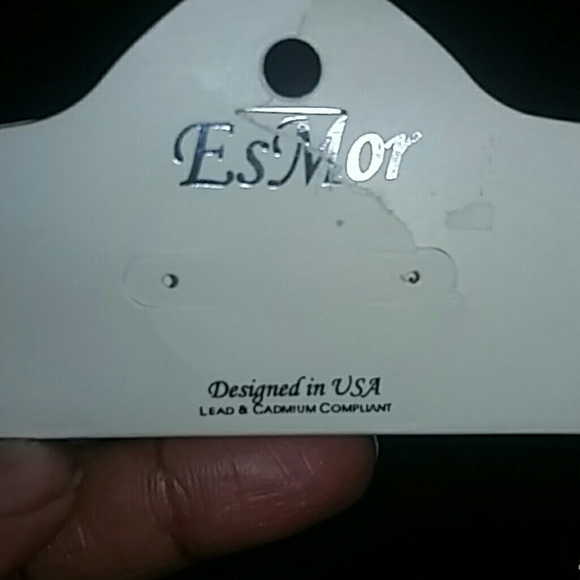 EsMor
Designed in USA
LEAD & CADMIUM COMPLIANT